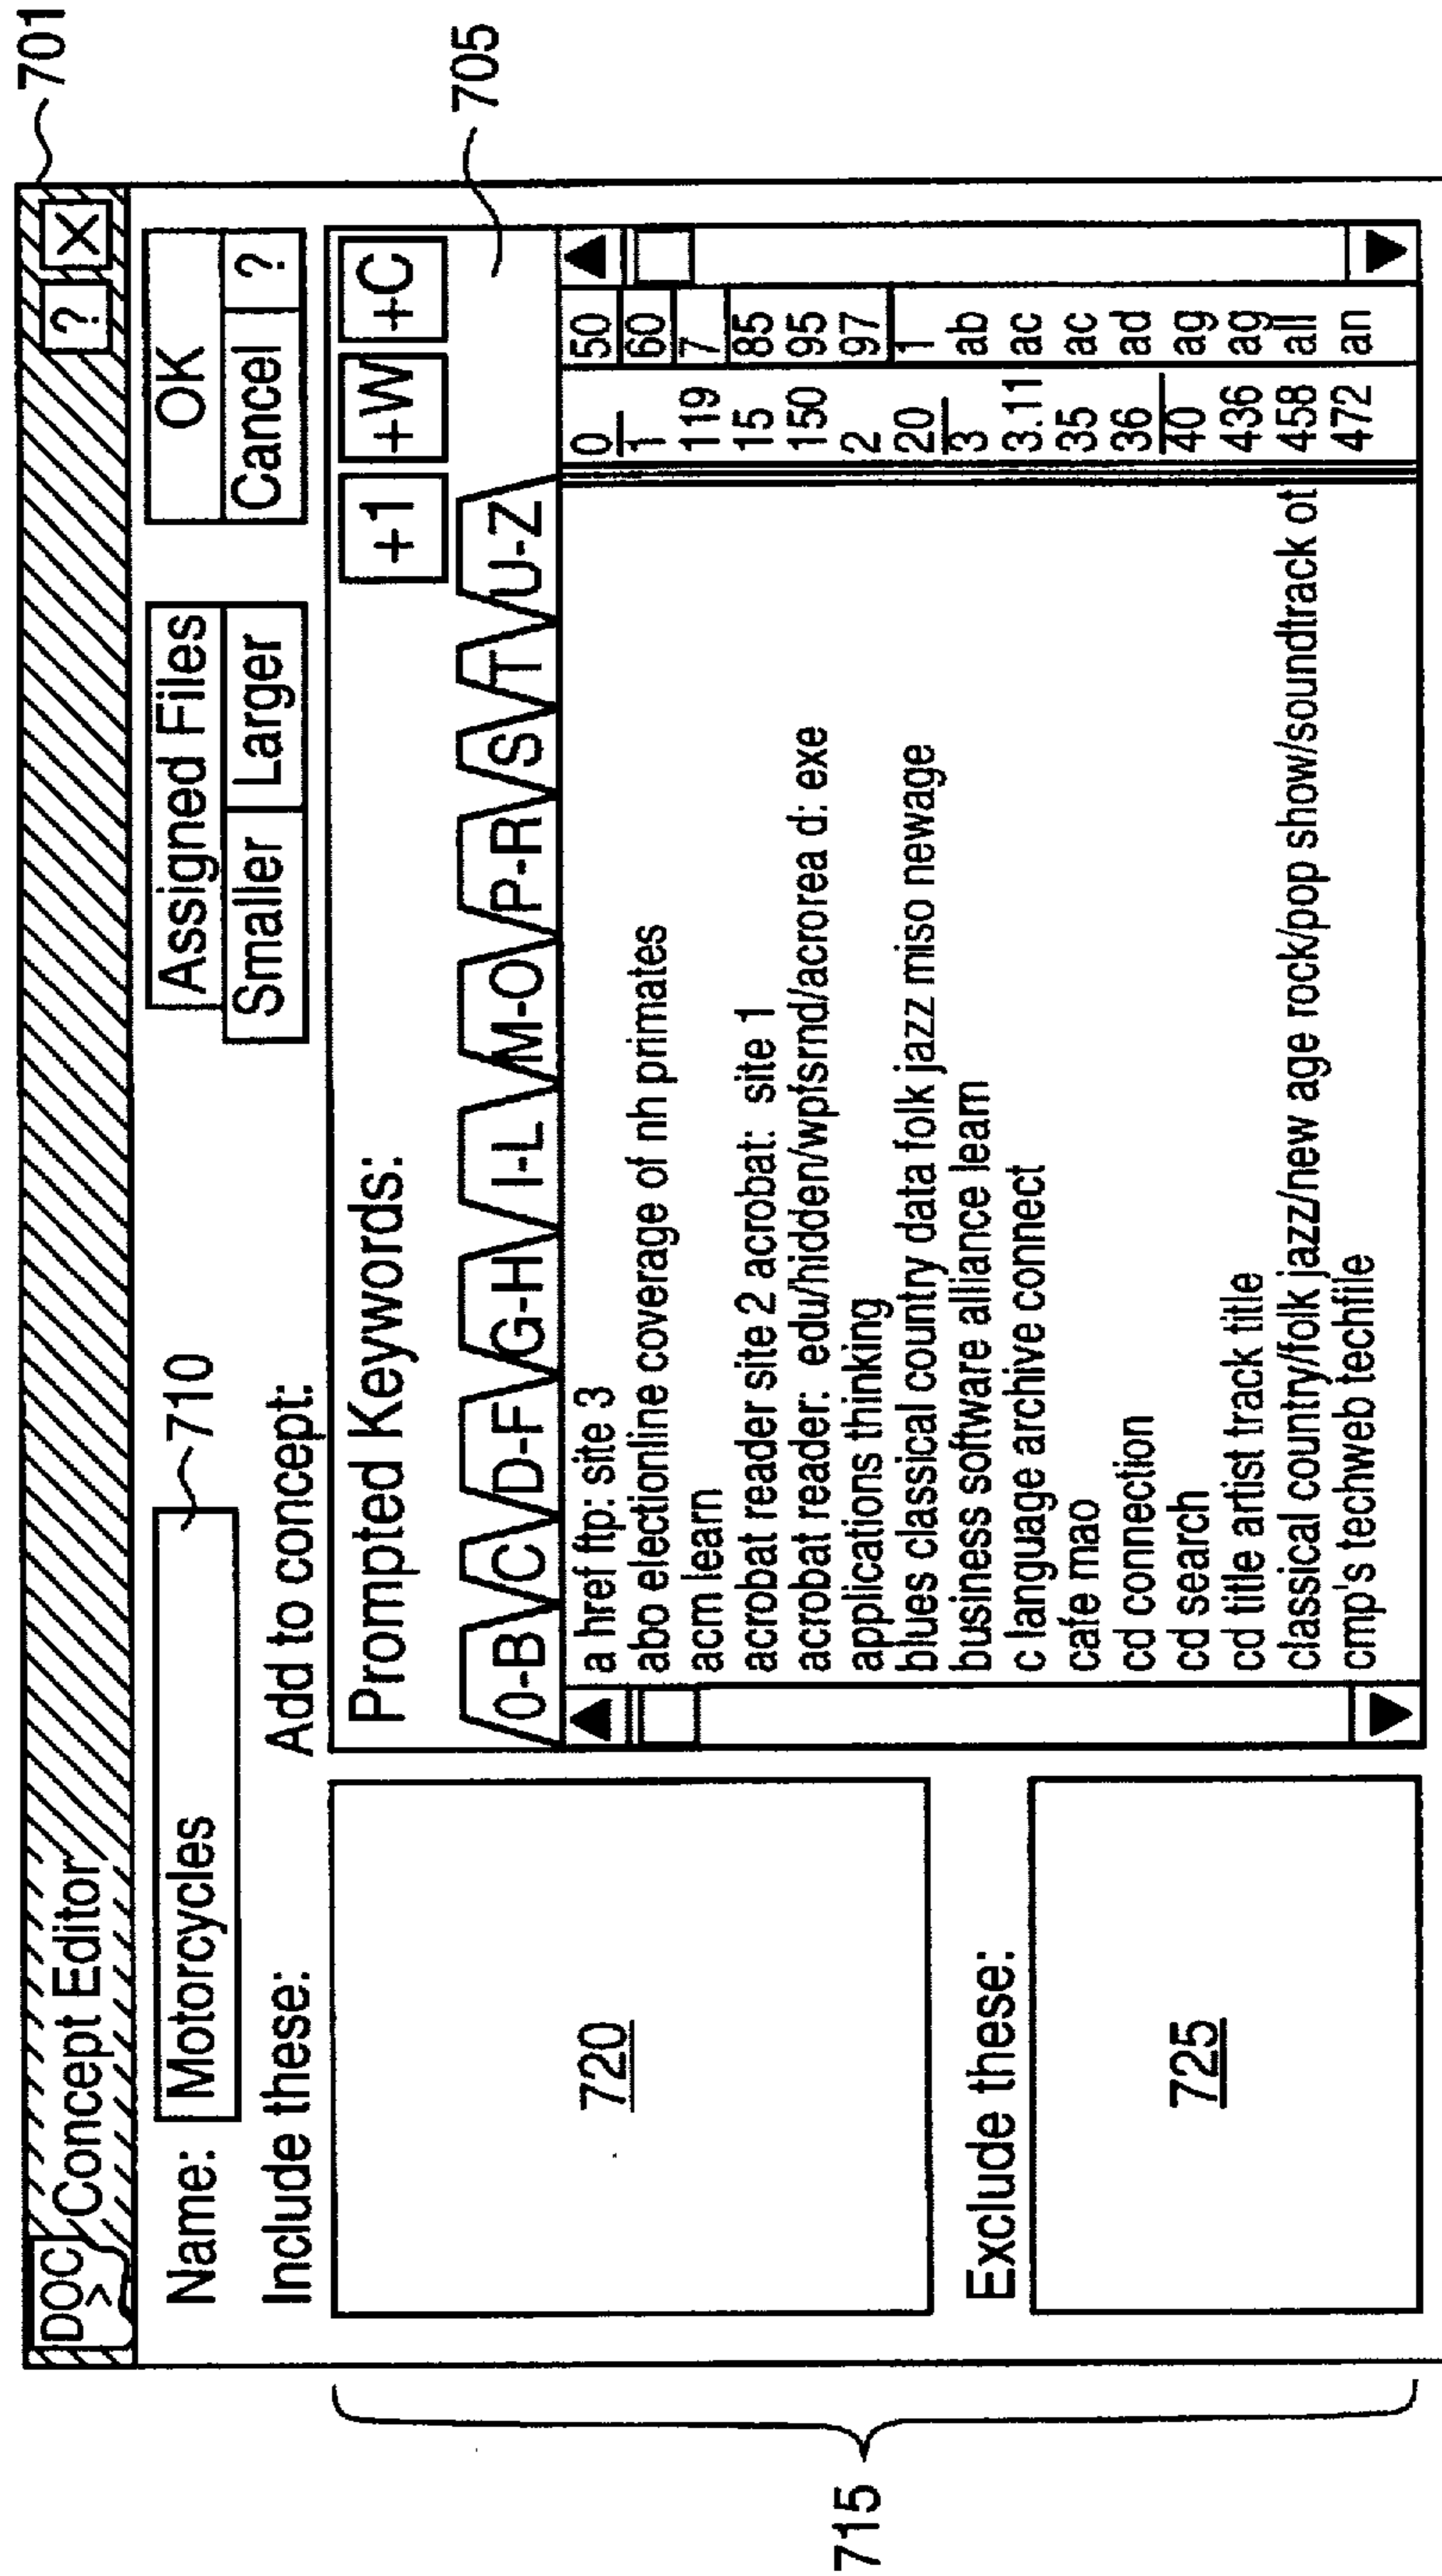 701
DOC > Concept Editor ? X
Name: Motorcycles 710 Assigned Files OK
Smaller Larger Cancel ?
Include these: Add to concept:
Prompted Keywords: +1 +W +C
705
0-B C D-F G-H I-L M-O P-R S T U-Z
a href ftp: site 3 0 50
abo electionline coverage of nh primates 1 60
acm learn 119 7
acrobat reader site 2 acrobat: site 1 15 85
acrobat reader: edu/hidden/wpfsrnd/acrorea d: exe 150 95
applications thinking 2 97
blues classical country data folk jazz miso newage 20 1
business software alliance learn 3 ab
c language archive connect 3.11 ac
cafe mao 35 ac
cd connection 36 ad
cd search 40 ag
cd title artist track title 436 ag
classical country/folk jazz/new age rock/pop show/soundtrack ot 458 all
cmp's techweb techfile 472 an
720
Exclude these:
725
715